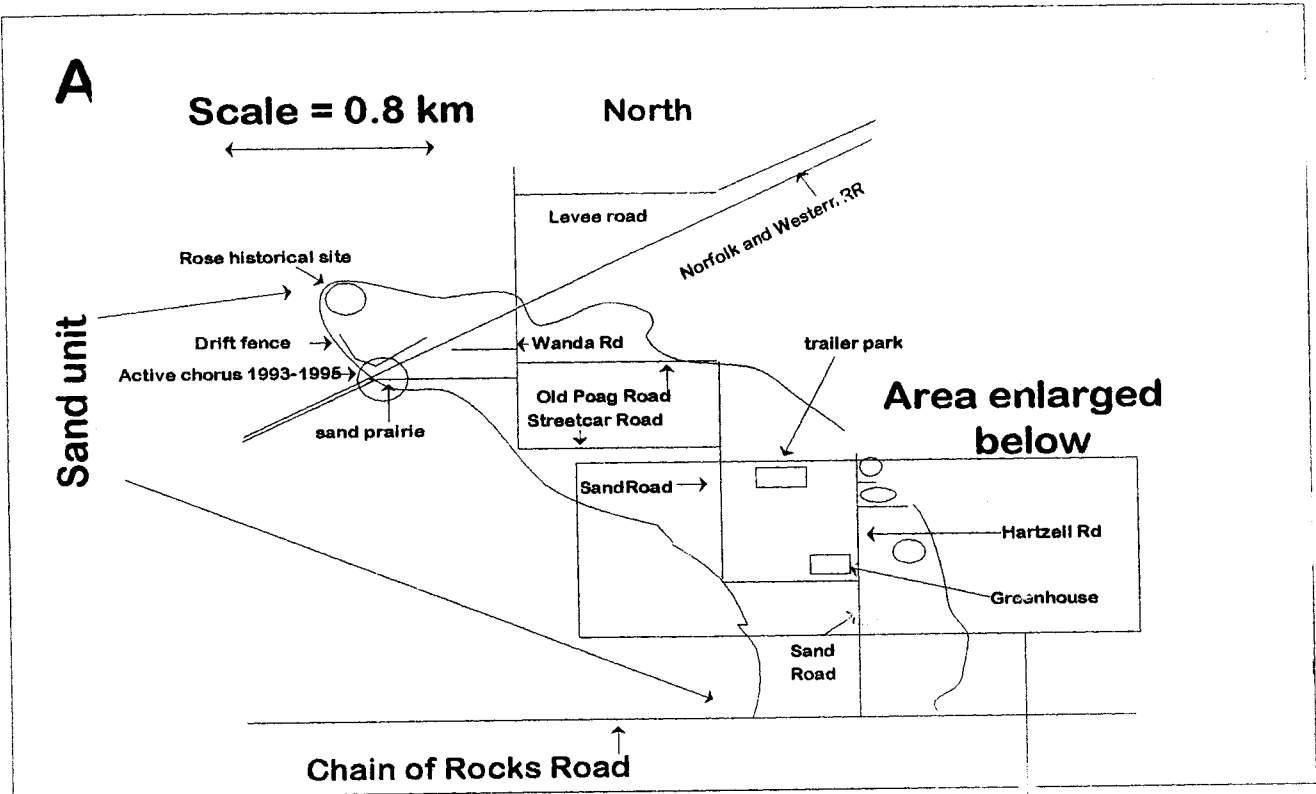 A
Scale = 0.8 km
North
Levee road
Norfolk and Western RR
Rose historical site
Sand unit
Drift fence
Wanda Rd
trailer park
Active chorus 1993-1995
Old Poag Road
Streetcar Road
sand prairie
Area enlarged
below
SandRoad
Hartzell Rd
Greenhouse
Sand
Road
Chain of Rocks Road